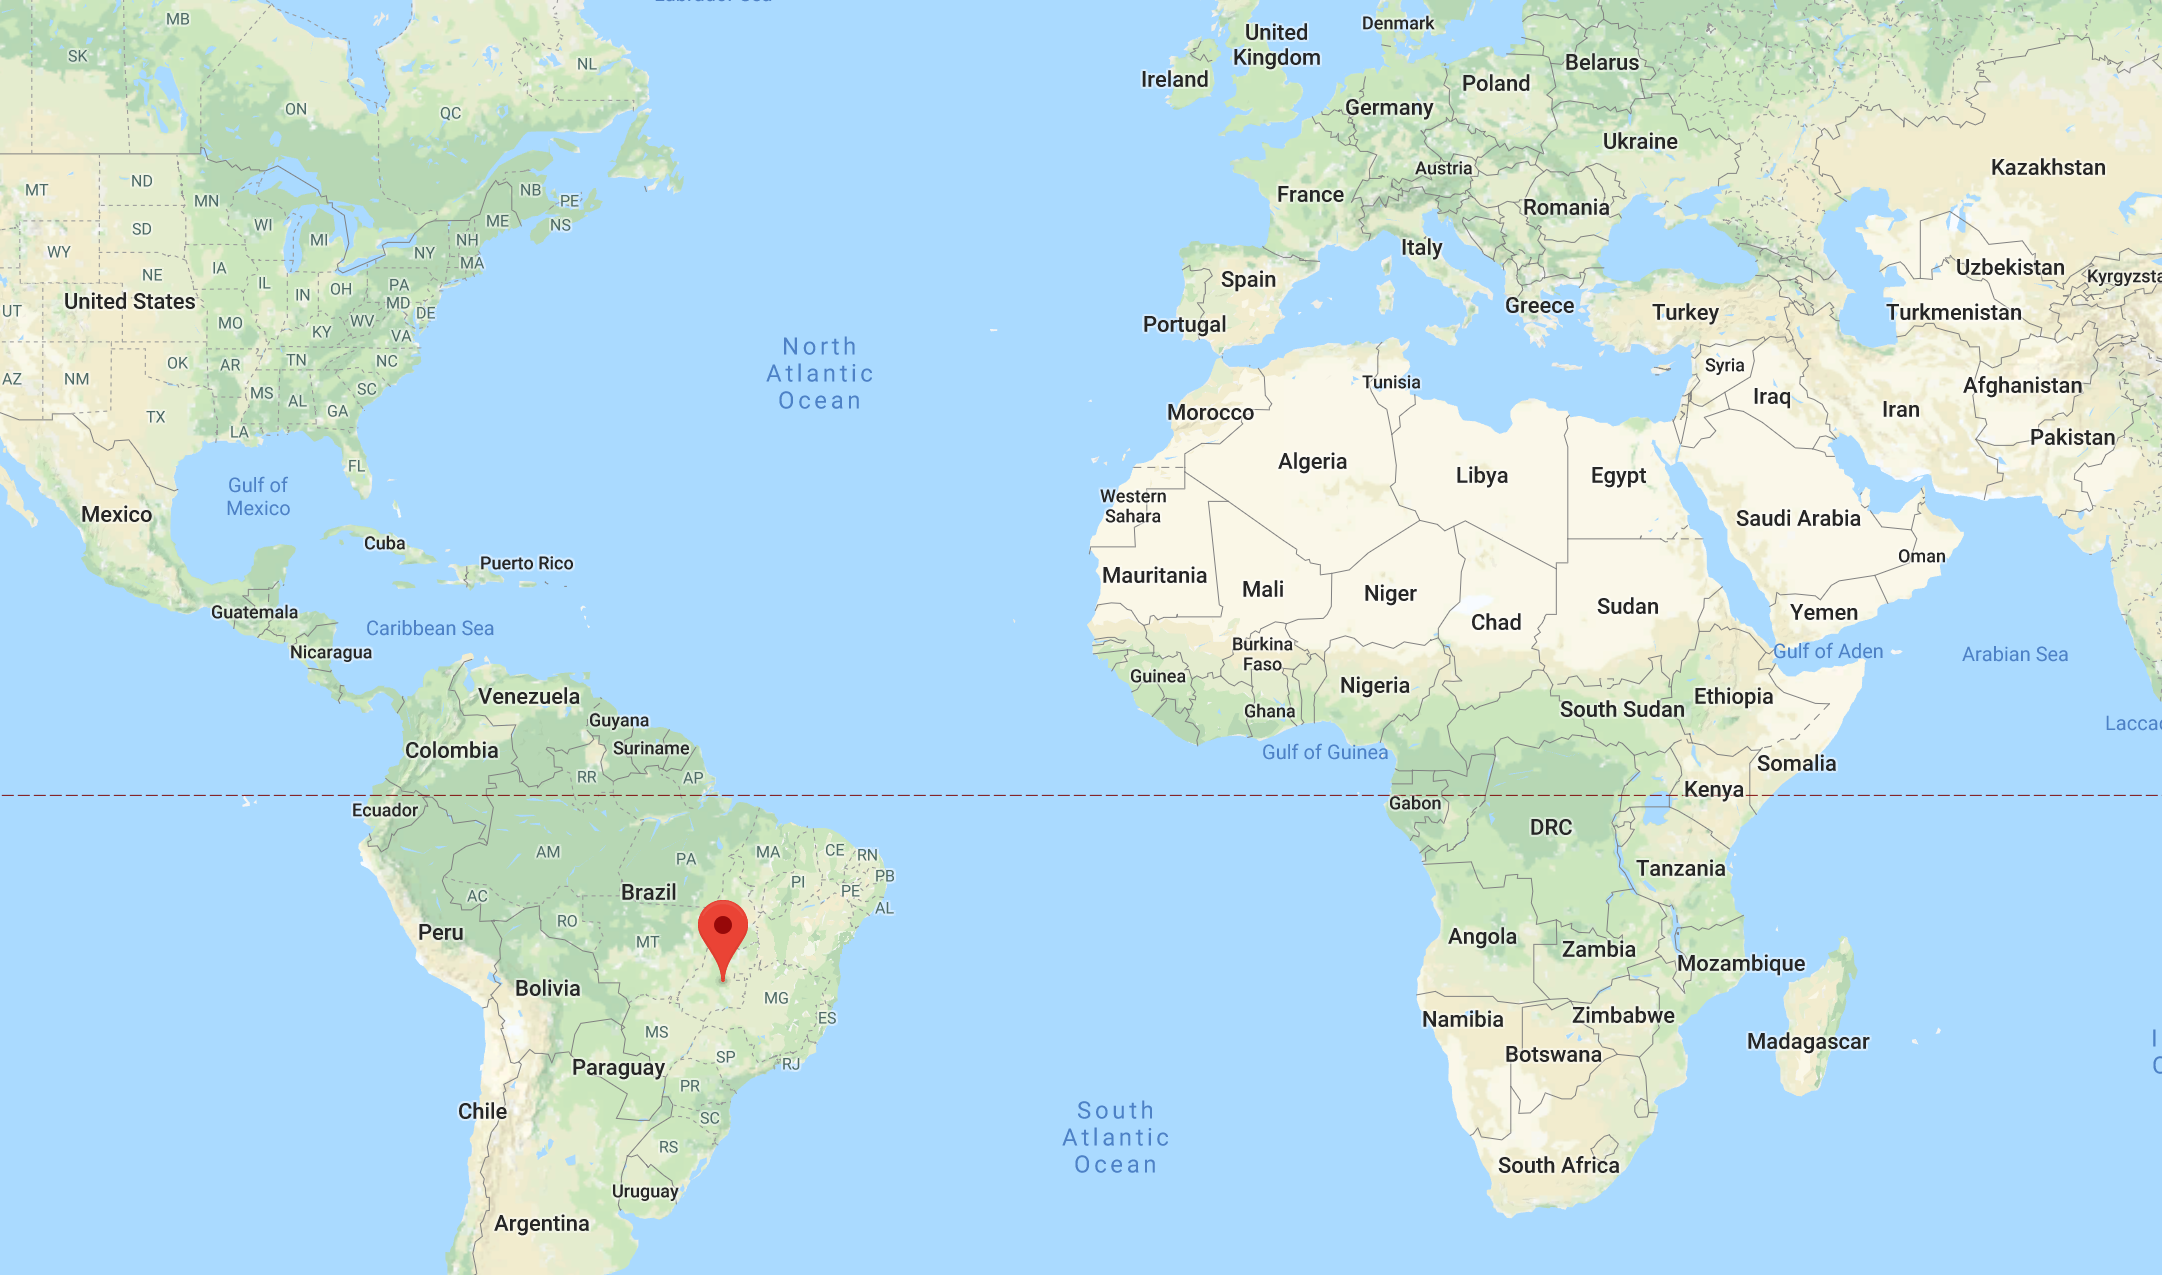 Labrador Sea
MB
SK
ON
QC
NL
MT
ND
MN
SD
WY
WI
MI
NB
PE
NS
ME
NH
NY
MA
NE
IA
IL
IN
OH
PA
MD
DE
United States
UT
MO
KY
WV
VA
OK
AR
TN
NC
AZ
NM
MS
AL
SC
GA
TX
LA
FL
Gulf of
Mexico
Mexico
Cuba
Puerto Rico
Guatemala
Caribbean Sea
Nicaragua
North
Atlantic
Ocean
Venezuela
Guyana
Suriname
Colombia
RR
AP
Ecuador
AM
PA
MA
CE
RN
PB
PI
PE
AL
AC
Brazil
RO
MT
Peru
Bolivia
MG
ES
MS
SP
RJ
Paraguay
PR
SC
Chile
RS
Uruguay
Argentina
South
Atlantic
Ocean
Denmark
United
Kingdom
Ireland
Belarus
Poland
Germany
Ukraine
Austria
Kazakhstan
France
Romania
Italy
Spain
Portugal
Greece
Turkey
Uzbekistan
Kyrgyzsta
Turkmenistan
Syria
Iraq
Iran
Afghanistan
Pakistan
Tunisia
Morocco
Algeria
Libya
Egypt
Western
Sahara
Saudi Arabia
Oman
Mauritania
Mali
Niger
Chad
Sudan
Yemen
Gulf of Aden
Arabian Sea
Burkina
Faso
Guinea
Nigeria
Ghana
South Sudan
Ethiopia
Gulf of Guinea
Laccad
Somalia
Kenya
Gabon
DRC
Tanzania
Angola
Zambia
Mozambique
Namibia
Zimbabwe
Botswana
Madagascar
South Africa